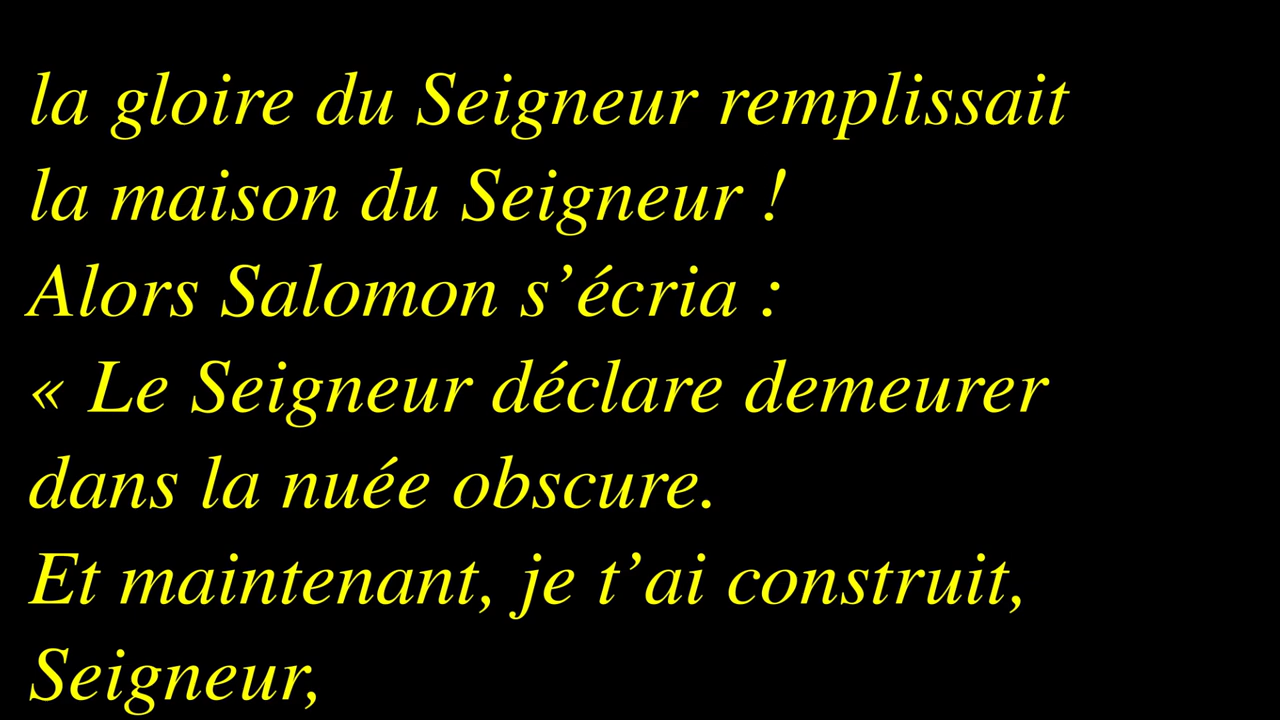 la gloire du Seigneur remplissait
la maison du Seigneur !
Alors Salomon s’écria :
« Le Seigneur déclare demeurer
dans la nuée obscure.
Et maintenant, je t’ai construit,
Seigneur,